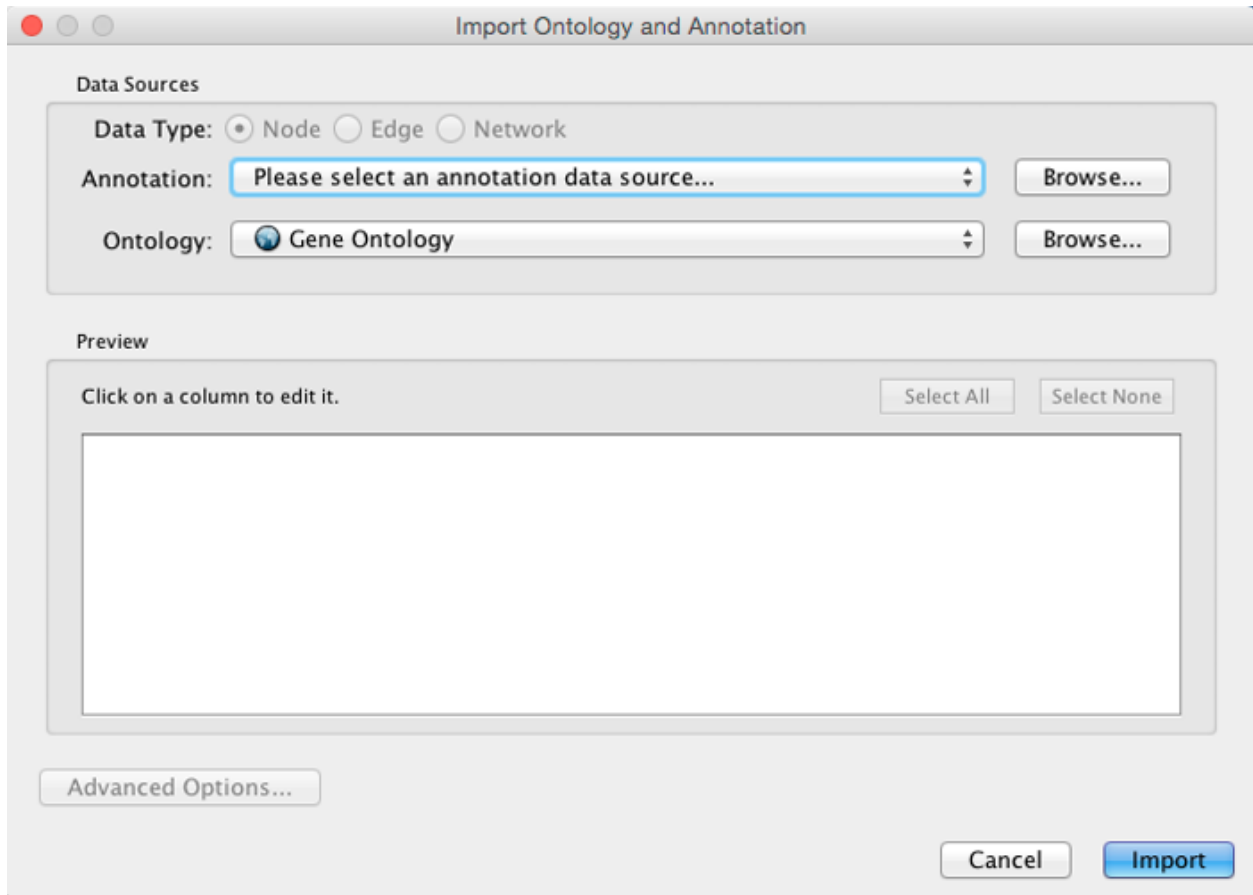 Import Ontology and Annotation
Data Sources
Data Type: Node Edge Network
Annotation: Please select an annotation data source... Browse...
Ontology: Gene Ontology Browse...
Preview
Click on a column to edit it. Select All Select None
Advanced Options...
Cancel Import